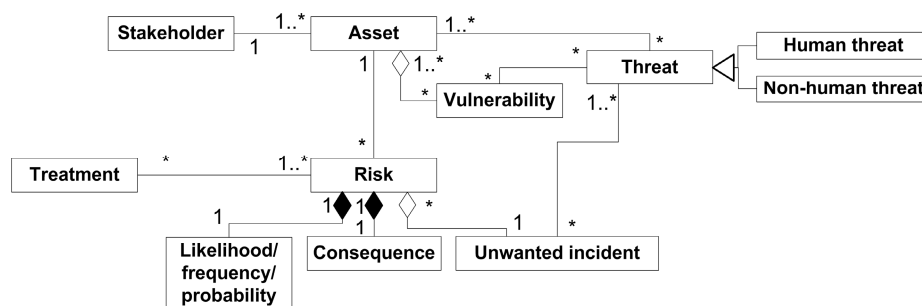 Stakeholder
1
1..*
Asset
1..*
*
1
1..*
*
*
*
Threat
Human threat
Non-human threat
Vulnerability
1..*
*
Treatment
*
1..*
Risk
1
1
*
1
1
1
*
Likelihood/
frequency/
probability
Consequence
Unwanted incident